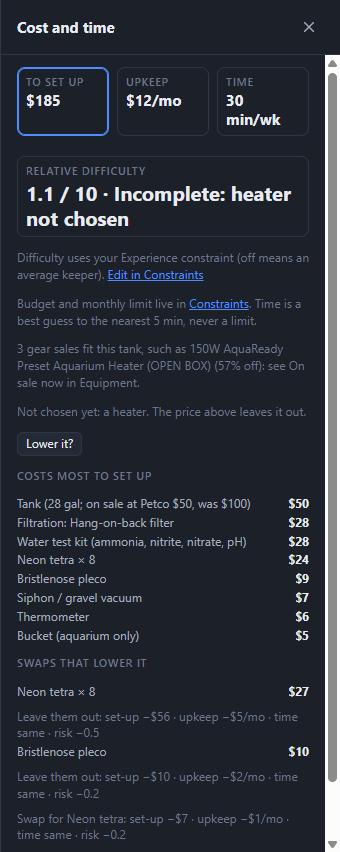 Cost and time
TO SET UP
$185
UPKEEP
$12/mo
TIME
30
min/wk
RELATIVE DIFFICULTY
1.1 / 10 · Incomplete: heater
not chosen
Difficulty uses your Experience constraint (off means an
average keeper). Edit in Constraints
Budget and monthly limit live in Constraints. Time is a
best guess to the nearest 5 min, never a limit.
3 gear sales fit this tank, such as 150W AquaReady
Preset Aquarium Heater (OPEN BOX) (57% off): see On
sale now in Equipment.
Not chosen yet: a heater. The price above leaves it out.
Lower it?
COSTS MOST TO SET UP
Tank (28 gal; on sale at Petco $50, was $100) $50
Filtration: Hang-on-back filter $28
Water test kit (ammonia, nitrite, nitrate, pH) $28
Neon tetra × 8 $24
Bristlenose pleco $9
Siphon / gravel vacuum $7
Thermometer $6
Bucket (aquarium only) $5
SWAPS THAT LOWER IT
Neon tetra × 8 $27
Leave them out: set-up −$56 · upkeep −$5/mo · time
same · risk −0.5
Bristlenose pleco $10
Leave them out: set-up −$10 · upkeep −$2/mo · time
same · risk −0.2
Swap for Neon tetra: set-up −$7 · upkeep −$1/mo ·
time same · risk −0.2